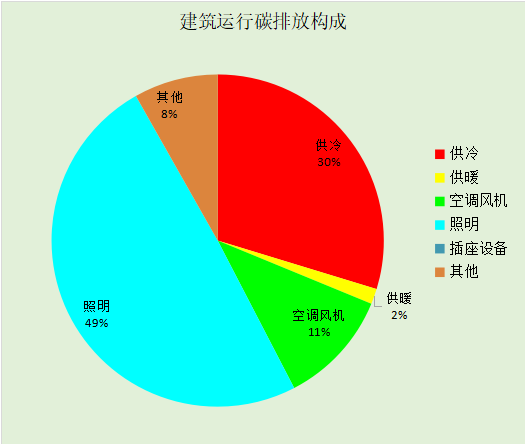 建筑运行碳排放构成
其他
8%
供冷
30%
供暖
2%
空调风机
11%
照明
49%
供冷
供暖
空调风机
照明
插座设备
其他